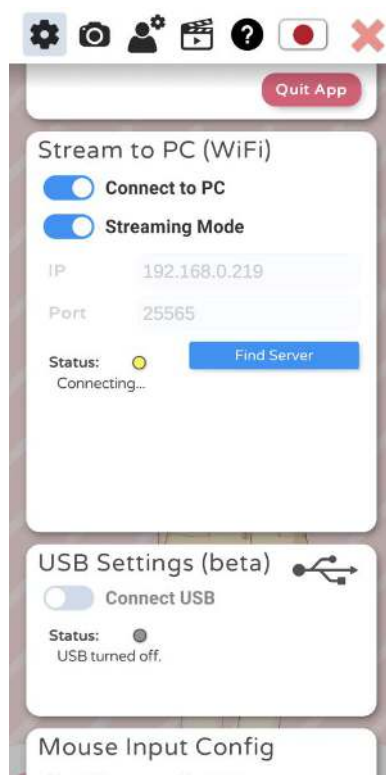 Quit App
Stream to PC (WiFi)
Connect to PC
Streaming Mode
IP 192.168.0.219
Port 25565
Status: Find Server
Connecting...
USB Settings (beta)
Connect USB
Status:
USB turned off.
Mouse Input Config